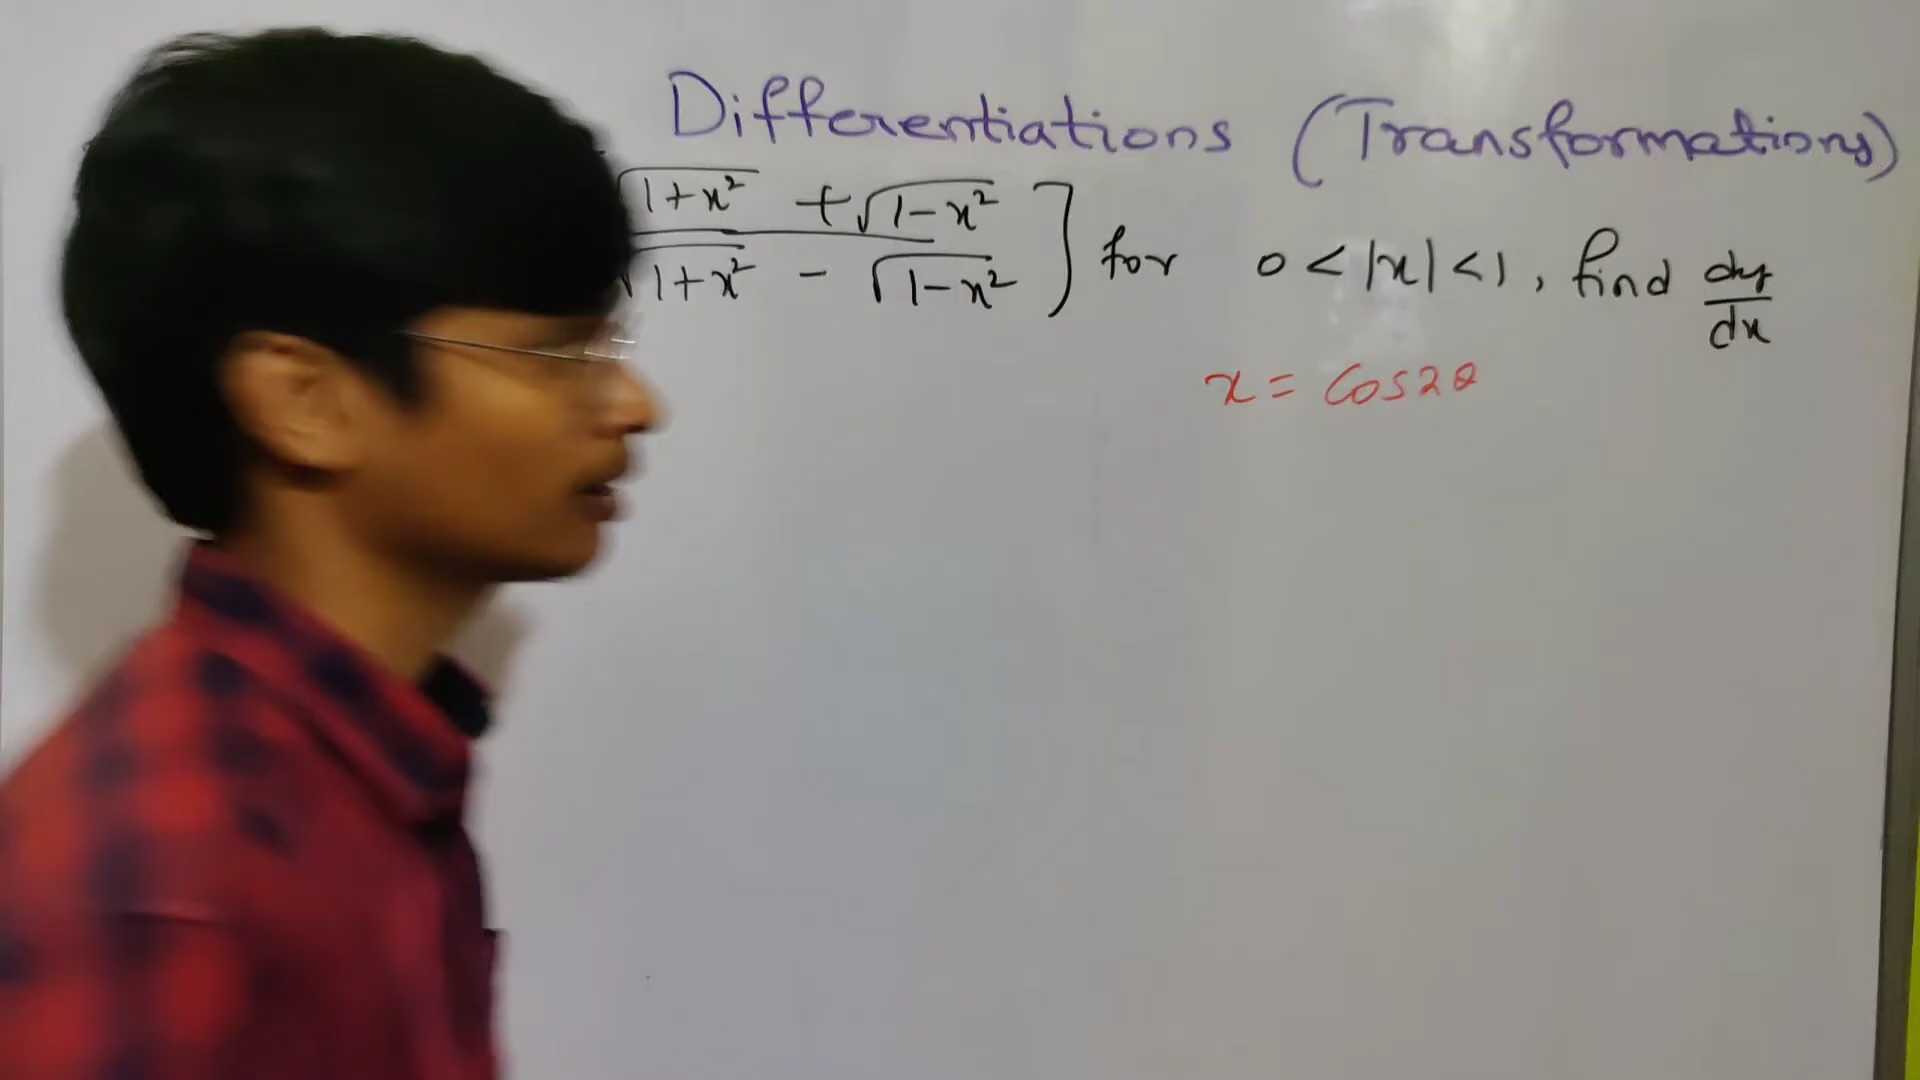 Differentiations (Transformations)
√1+x² + √1-x² ] for 0 < |x| < 1, find dy/dx
√1+x² - √1-x²
x = Cos2θ